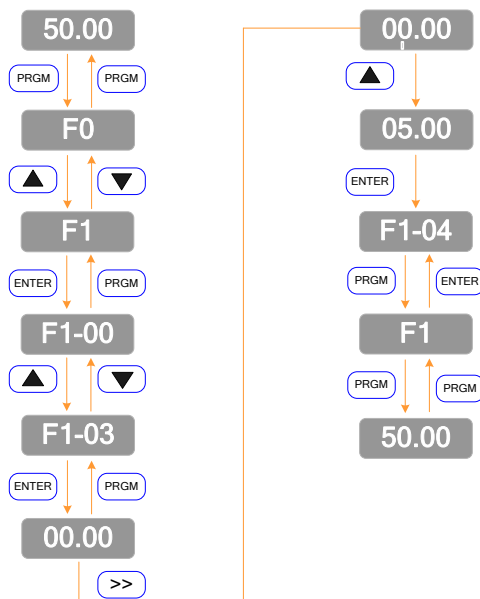 50.00
PRGM PRGM
F0
F1
ENTER PRGM
F1-00
F1-03
ENTER PRGM
00.00
>>
00.00
05.00
ENTER
F1-04
PRGM ENTER
F1
PRGM PRGM
50.00